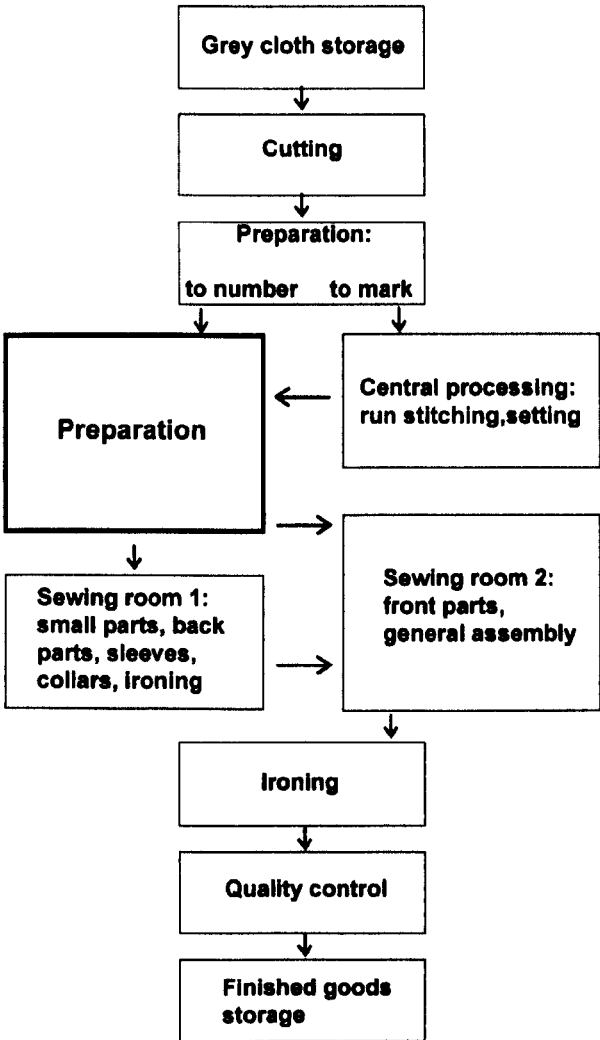 Grey cloth storage
Cutting
Preparation:
to number to mark
Preparation
Central processing:
run stitching,setting
Sewing room 1:
small parts, back
parts, sleeves,
collars, ironing
Sewing room 2:
front parts,
general assembly
Ironing
Quality control
Finished goods
storage